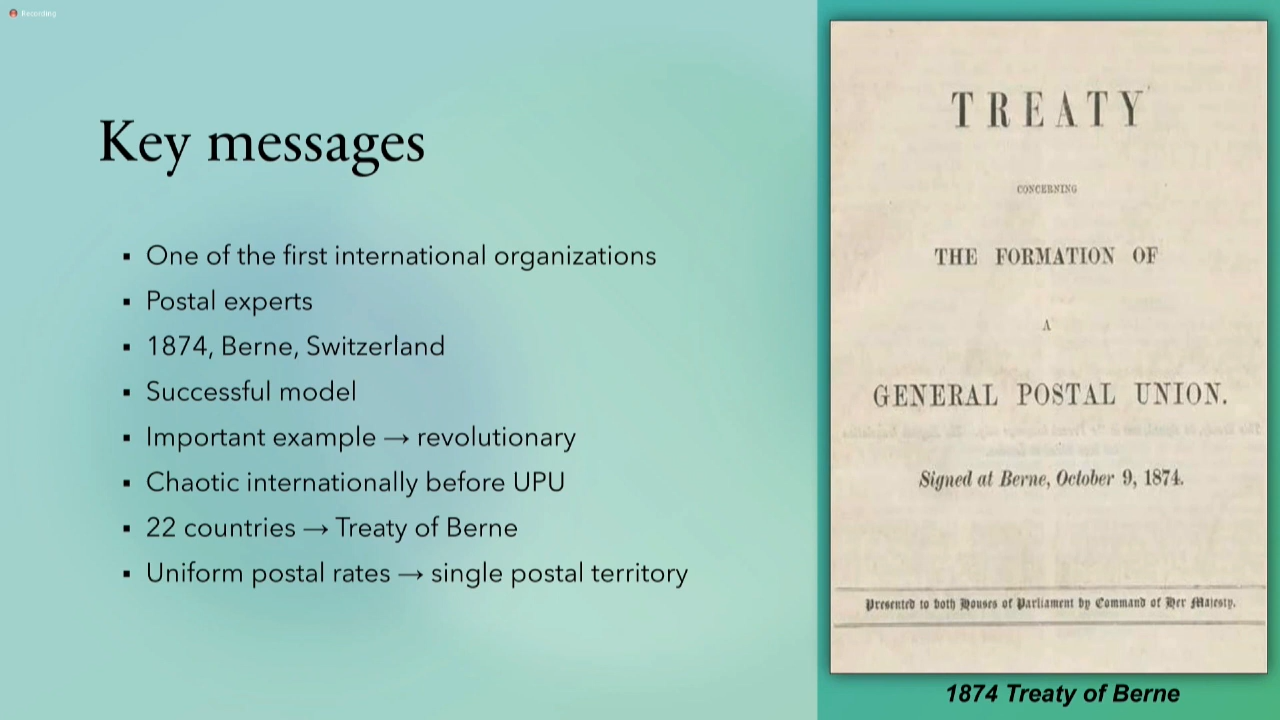 Recording
Key messages
▪ One of the first international organizations
▪ Postal experts
▪ 1874, Berne, Switzerland
▪ Successful model
▪ Important example → revolutionary
▪ Chaotic internationally before UPU
▪ 22 countries → Treaty of Berne
▪ Uniform postal rates → single postal territory
TREATY
CONCERNING
THE FORMATION OF
A
GENERAL POSTAL UNION.
Signed at Berne, October 9, 1874.
Presented to both Houses of Parliament by Command of Her Majesty.
1874 Treaty of Berne